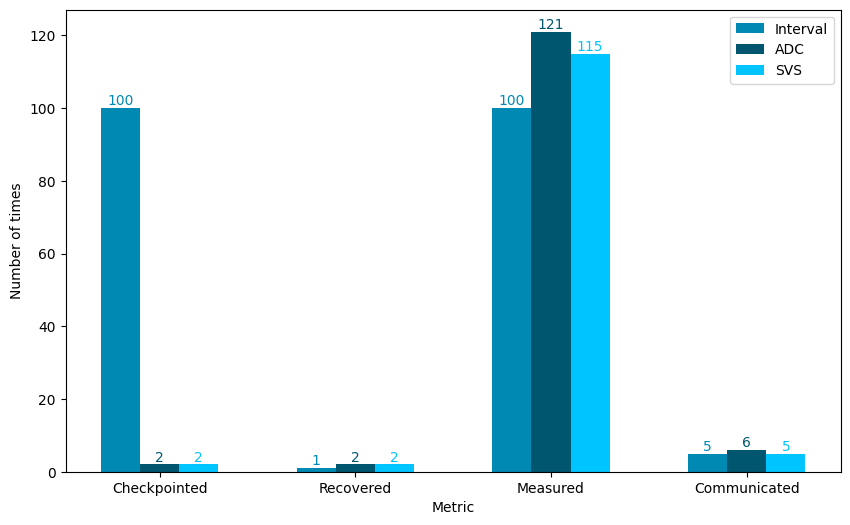 Interval
ADC
SVS
Number of times
120
100
80
60
40
20
0
100
2
2
1
2
2
100
121
115
5
6
5
Checkpointed
Recovered
Measured
Communicated
Metric